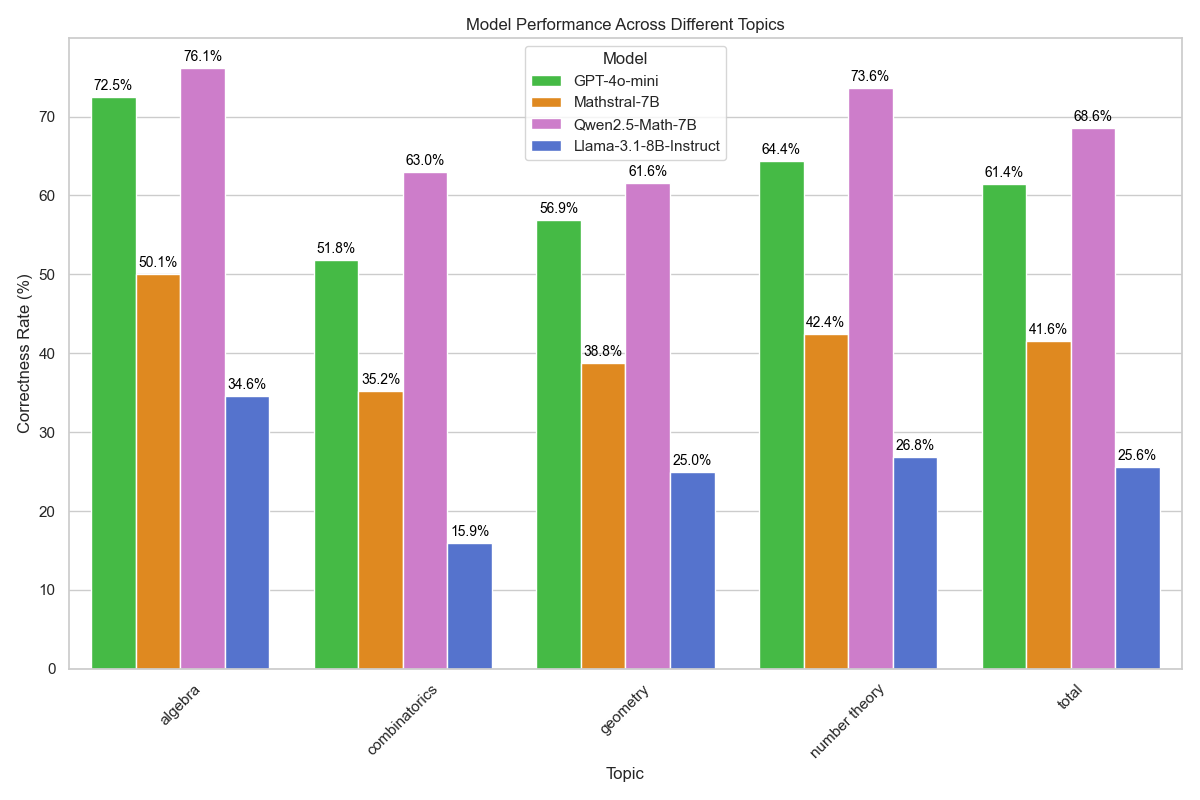 Model Performance Across Different Topics
Model
GPT-4o-mini
Mathstral-7B
Qwen2.5-Math-7B
Llama-3.1-8B-Instruct
Correctness Rate (%)
70
60
50
40
30
20
10
0
72.5%
50.1%
76.1%
34.6%
51.8%
35.2%
63.0%
15.9%
56.9%
38.8%
61.6%
25.0%
64.4%
42.4%
73.6%
26.8%
61.4%
41.6%
68.6%
25.6%
algebra
combinatorics
geometry
number theory
total
Topic